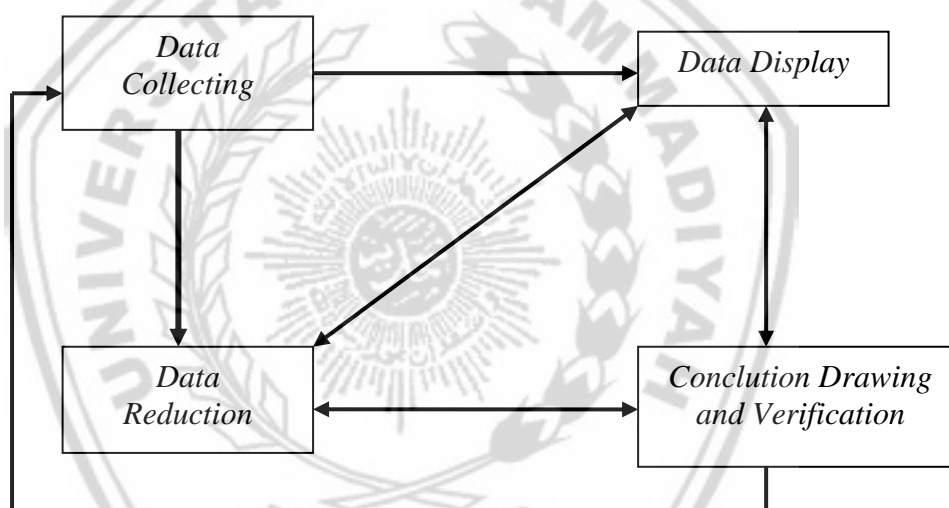 Data
Collecting
Data Display
Data
Reduction
Conclution Drawing
and Verification